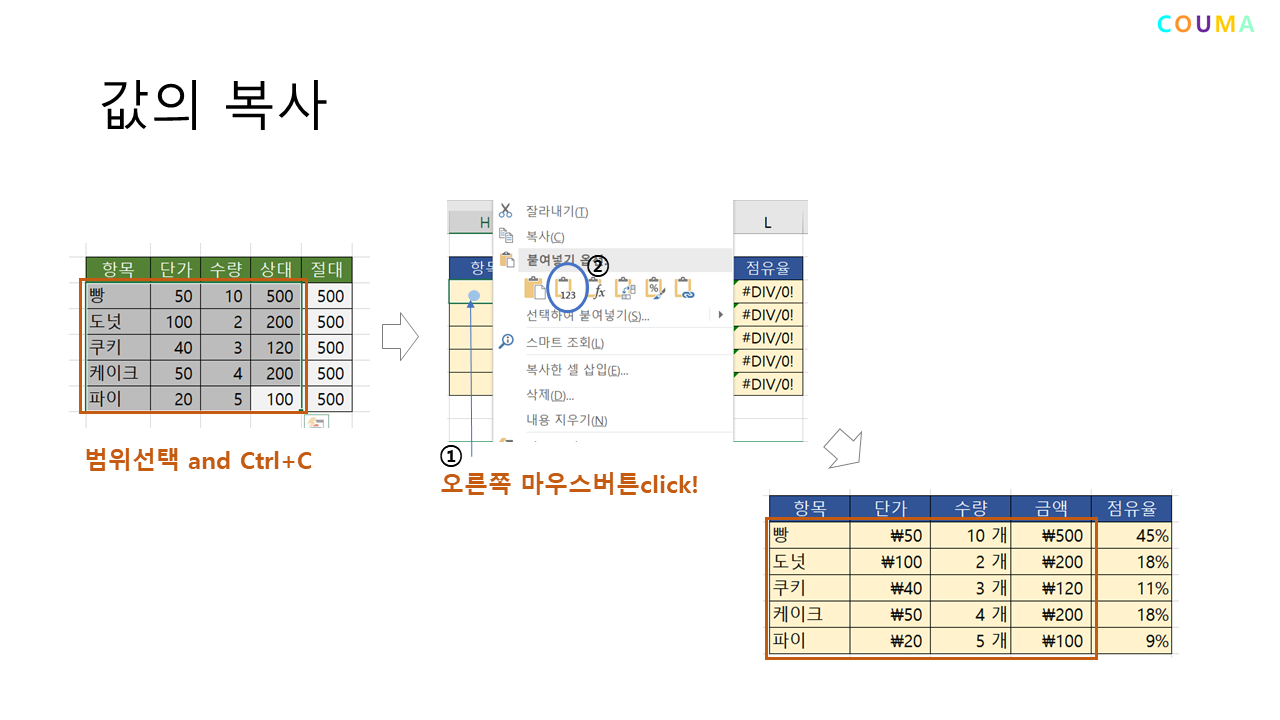 COUMA
값의 복사
항목 단가 수량 상대 절대
빵 50 10 500 500
도넛 100 2 200 500
쿠키 40 3 120 500
케이크 50 4 200 500
파이 20 5 100 500
범위선택 and Ctrl+C
H L
잘라내기(T)
복사(C)
붙여넣기
②
123 fx %
선택하여 붙여넣기(S)...
스마트 조회(L)
복사한 셀 삽입(E)...
삭제(D)...
내용 지우기(N)
점유율
#DIV/0!
#DIV/0!
#DIV/0!
#DIV/0!
#DIV/0!
①
오른쪽 마우스버튼click!
항목 단가 수량 금액 점유율
빵 ₩50 10 개 ₩500 45%
도넛 ₩100 2 개 ₩200 18%
쿠키 ₩40 3 개 ₩120 11%
케이크 ₩50 4 개 ₩200 18%
파이 ₩20 5 개 ₩100 9%